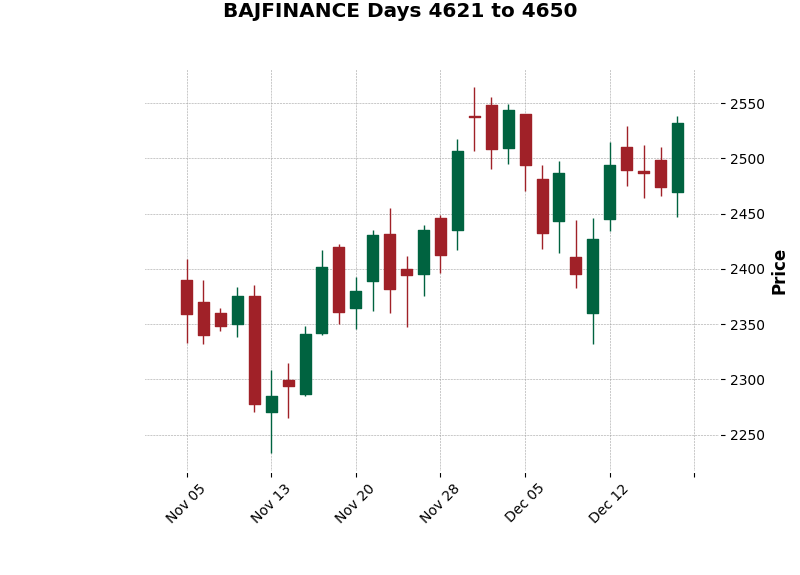 BAJFINANCE Days 4621 to 4650
2550
2500
2450
2400
2350
2300
2250
Price
Nov 05
Nov 13
Nov 20
Nov 28
Dec 05
Dec 12